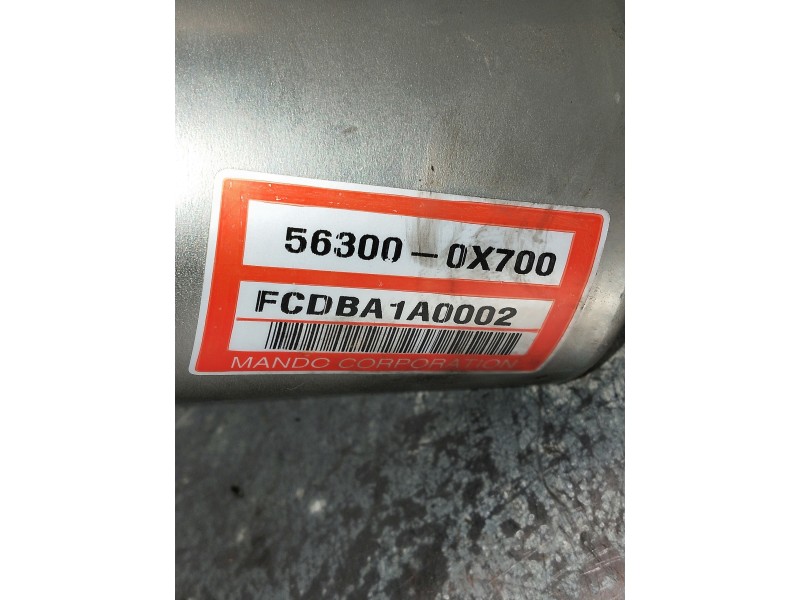 56300-0X700
FCDBA1A0002
MANDO CORPORATION